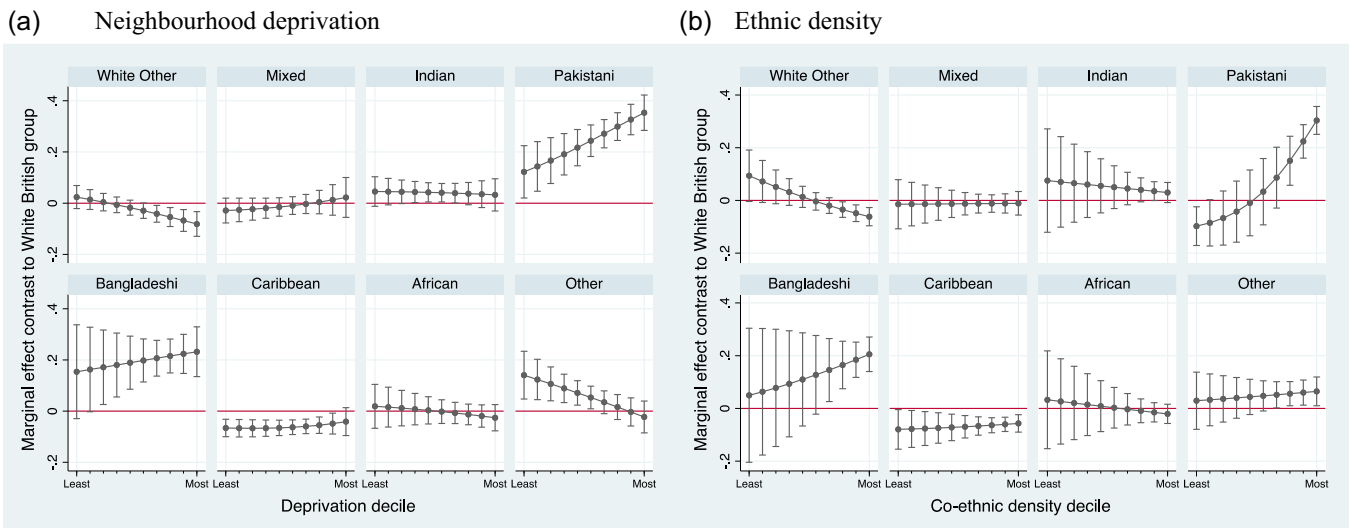 (a) Neighbourhood deprivation
Marginal effect contrast to White British group
White Other Mixed Indian Pakistani
.4
.2
0
-.2
Bangladeshi Caribbean African Other
.4
.2
0
-.2
Least Most Least Most Least Most Least Most
Deprivation decile
(b) Ethnic density
Marginal effect contrast to White British group
White Other Mixed Indian Pakistani
.4
.2
0
-.2
Bangladeshi Caribbean African Other
.4
.2
0
-.2
Least Most Least Most Least Most Least Most
Co-ethnic density decile